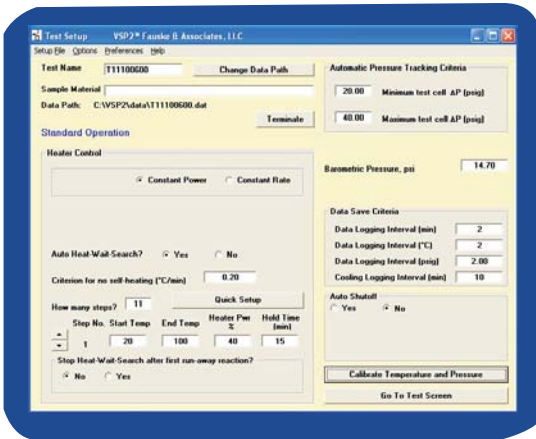 Test Setup VSP2™ Fauske & Associates, LLC
Setup File Options Preferences Help
Test Name T11100600 Change Data Path
Sample Material
Data Path: C:\VSP2\data\T11100600.dat
Terminate
Standard Operation
Heater Control
Constant Power Constant Rate
Auto Heat-Wait-Search? Yes No
Criterion for no self-heating (°C/min) 0.20
How many steps? 11 Quick Setup
Step No. Start Temp End Temp Heater Pwr % Hold Time (min)
1 20 100 40 15
Stop Heat-Wait-Search after first run-away reaction?
No Yes
Automatic Pressure Tracking Criteria
20.00 Minimum test cell ΔP (psig)
40.00 Maximum test cell ΔP (psig)
Barometric Pressure, psi 14.70
Data Save Criteria
Data Logging Interval (min) 2
Data Logging Interval (°C) 2
Data Logging Interval (psig) 2.00
Cooling Logging Interval (min) 10
Auto Shutoff
Yes No
Calibrate Temperature and Pressure
Go To Test Screen